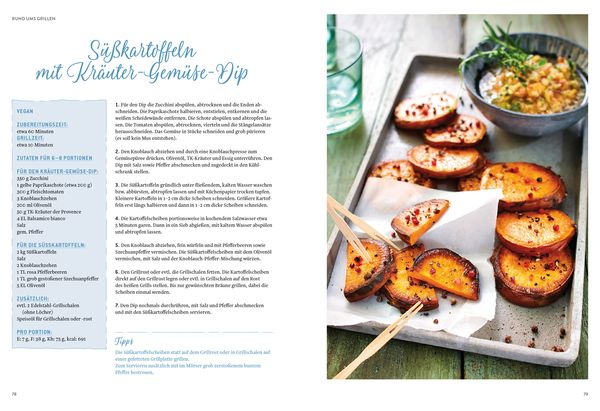 RUND UMS GRILLEN
Süßkartoffeln
mit Kräuter-Gemüse-Dip
VEGAN
ZUBEREITUNGSZEIT:
etwa 60 Minuten
GRILLZEIT:
etwa 10 Minuten
ZUTATEN FÜR 6–8 PORTIONEN
FÜR DEN KRÄUTER-GEMÜSE-DIP:
350 g Zucchini
1 gelbe Paprikaschote (etwa 200 g)
300 g Fleischtomaten
3 Knoblauchzehen
200 ml Olivenöl
50 g TK-Kräuter der Provence
4 EL Balsamico bianco
Salz
gem. Pfeffer
FÜR DIE SÜSSKARTOFFELN:
2 kg Süßkartoffeln
Salz
2 Knoblauchzehen
1 TL rosa Pfefferbeeren
1 TL grob gestoßener Szechuanpfeffer
5 EL Olivenöl
ZUSÄTZLICH:
evtl. 2 Edelstahl-Grillschalen
(ohne Löcher)
Speiseöl für Grillschalen oder -rost
PRO PORTION:
E: 7 g, F: 38 g, Kh: 73 g, kcal: 691
1. Für den Dip die Zucchini abspülen, abtrocknen und die Enden ab-
schneiden. Die Paprikaschote halbieren, entstielen, entkernen und die
weißen Scheidewände entfernen. Die Schote abspülen und abtropfen las-
sen. Die Tomaten abspülen, abtrocknen, vierteln und die Stängelansätze
herausschneiden. Das Gemüse in Stücke schneiden und grob pürieren
(es soll kein Mus entstehen).
2. Den Knoblauch abziehen und durch eine Knoblauchpresse zum
Gemüsepüree drücken. Olivenöl, TK-Kräuter und Essig unterrühren. Den
Dip mit Salz sowie Pfeffer abschmecken und zugedeckt in den Kühl-
schrank stellen.
3. Die Süßkartoffeln gründlich unter fließendem, kalten Wasser waschen
bzw. abbürsten, abtropfen lassen und mit Küchenpapier trocken tupfen.
Kleinere Kartoffeln in 1–2 cm dicke Scheiben schneiden. Größere Kartof-
feln erst längs halbieren und dann in 1–2 cm dicke Scheiben schneiden.
4. Die Kartoffelscheiben portionsweise in kochendem Salzwasser etwa
5 Minuten garen. Dann in ein Sieb abgießen, mit kaltem Wasser abspülen
und abtropfen lassen.
5. Den Knoblauch abziehen, fein würfeln und mit Pfefferbeeren sowie
Szechuanpfeffer vermischen. Die Süßkartoffelscheiben mit dem Olivenöl
vermischen, mit Salz und der Knoblauch-Pfeffer-Mischung würzen.
6. Den Grillrost oder evtl. die Grillschalen fetten. Die Kartoffelscheiben
direkt auf den Grillrost legen oder evtl. in Grillschalen auf den Rost
des heißen Grills stellen. Bis zur gewünschten Bräune grillen, dabei die
Scheiben einmal wenden.
7. Den Dip nochmals durchrühren, mit Salz und Pfeffer abschmecken
und mit den Kartoffelscheiben servieren.
Tipps
Die Süßkartoffelscheiben statt auf dem Grillrost oder in Grillschalen auf
einer gefetteten Grillplatte grillen.
Zum Servieren zusätzlich mit im Mörser grob zerstoßenem buntem
Pfeffer bestreuen.
78
79